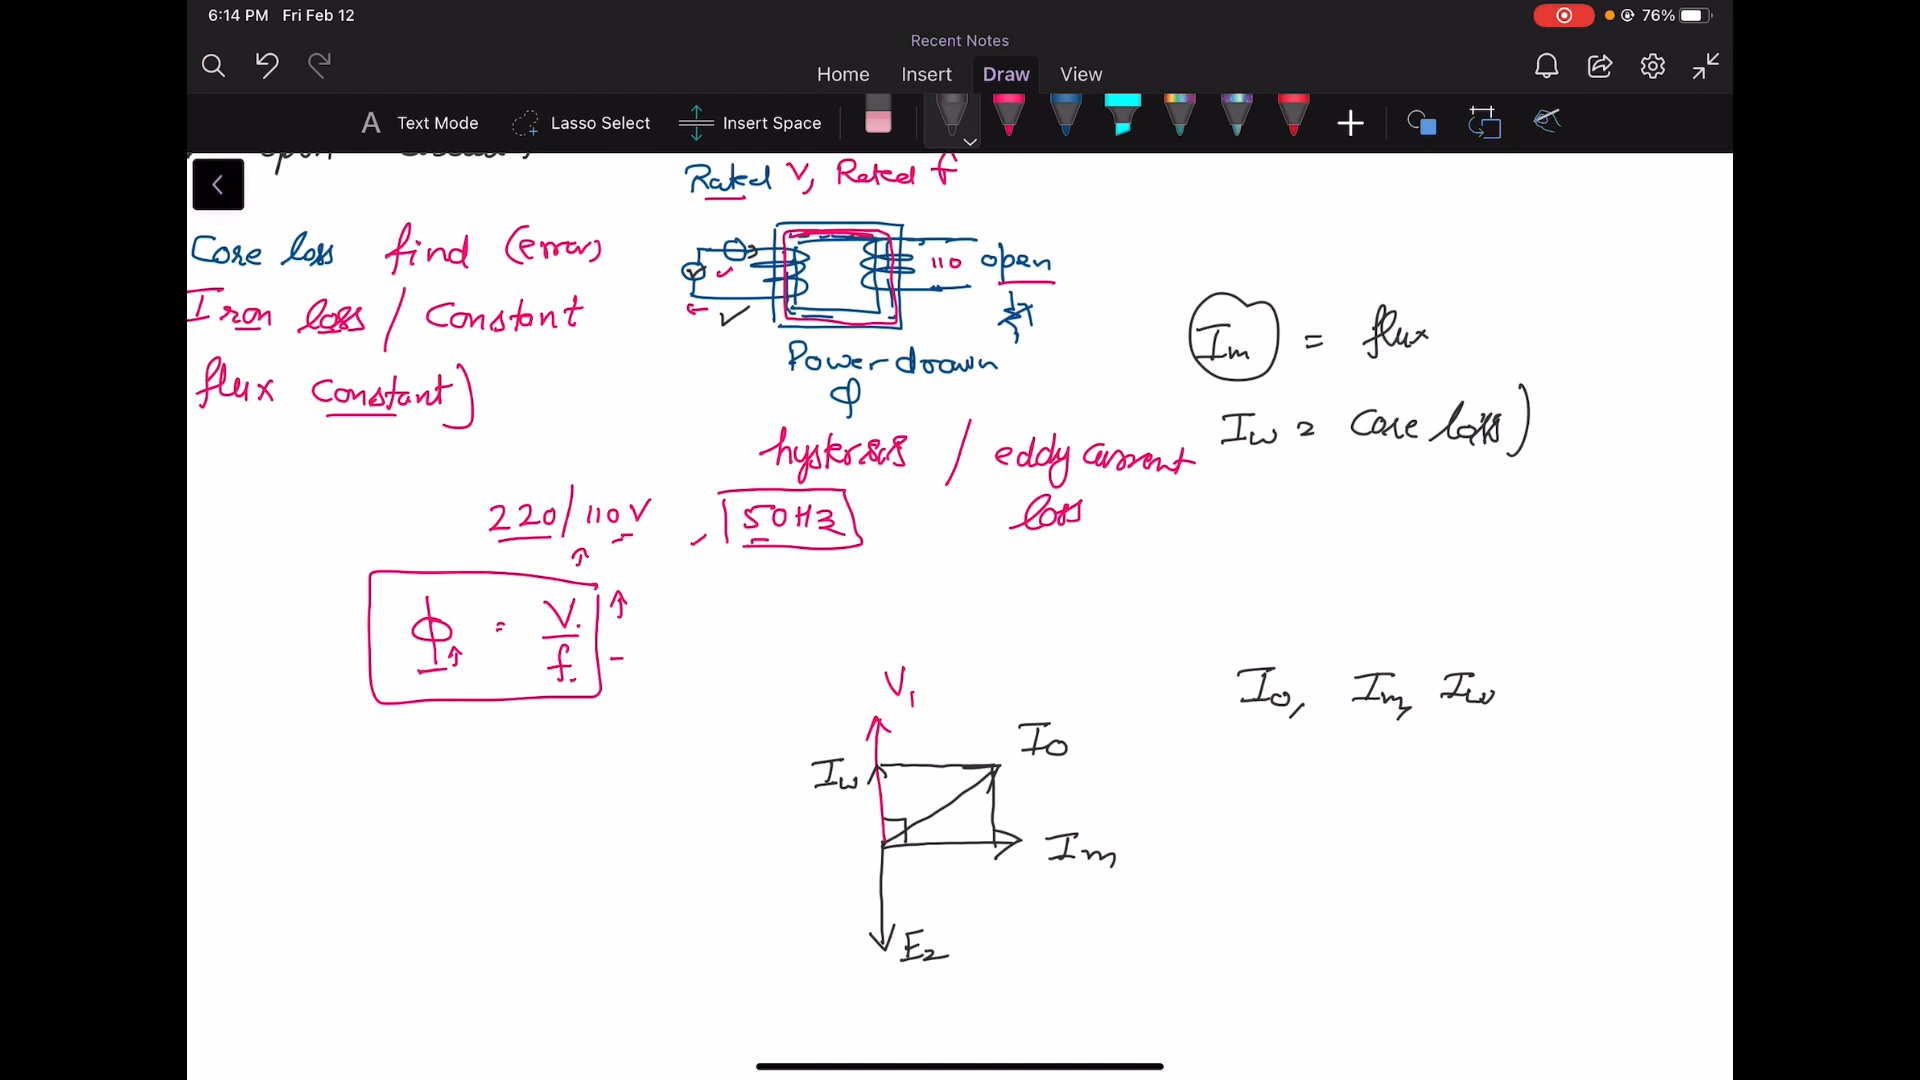 6:14 PM Fri Feb 12
76%
Recent Notes
Home Insert Draw View
Text Mode Lasso Select Insert Space
Rated V, Rated f
Core loss find (error)
110 open
Iron loss / Constant
Im = flux
Power drawn
flux constant)
Φ
Iw = Core loss)
hysteresis / eddy current
loss
220/110V , 50Hz
Φ = V/f
V1
I0, Im, Iw
I0
Iw
Im
E2